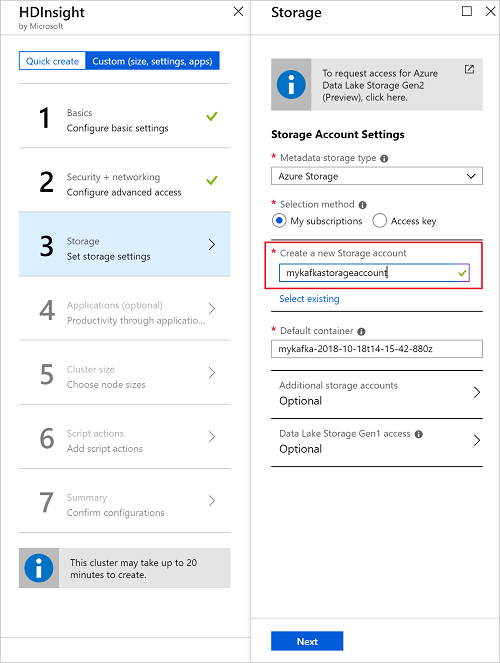 HDInsight
by Microsoft
Quick create
Custom (size, settings, apps)
1
Basics
Configure basic settings
2
Security + networking
Configure advanced access
3
Storage
Set storage settings
4
Applications (optional)
Productivity through applicatio...
5
Cluster size
Choose node sizes
6
Script actions
Add script actions
7
Summary
Confirm configurations
This cluster may take up to 20
minutes to create.
Storage
To request access for Azure
Data Lake Storage Gen2
(Preview), click here.
Storage Account Settings
* Metadata storage type
Azure Storage
* Selection method
My subscriptions
Access key
* Create a new Storage account
mykafkastorageaccount
Select existing
* Default container
mykafka-2018-10-18t14-15-42-880z
Additional storage accounts
Optional
Data Lake Storage Gen1 access
Optional
Next